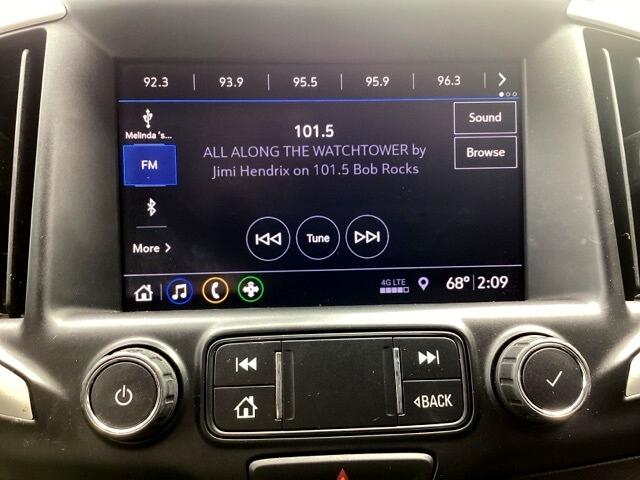 92.3 | 93.9 | 95.5 | 95.9 | 96.3
Melinda 's...
101.5
Sound
ALL ALONG THE WATCHTOWER by
FM
Browse
Jimi Hendrix on 101.5 Bob Rocks
Tune
More
4G LTE
68° | 2:09
BACK